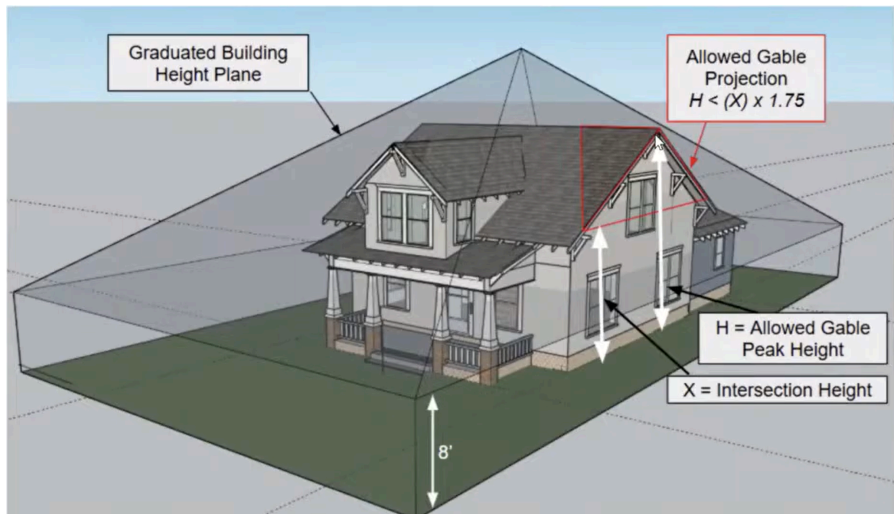 Graduated Building
Height Plane
Allowed Gable
Projection
H < (X) x 1.75
H = Allowed Gable
Peak Height
X = Intersection Height
8'